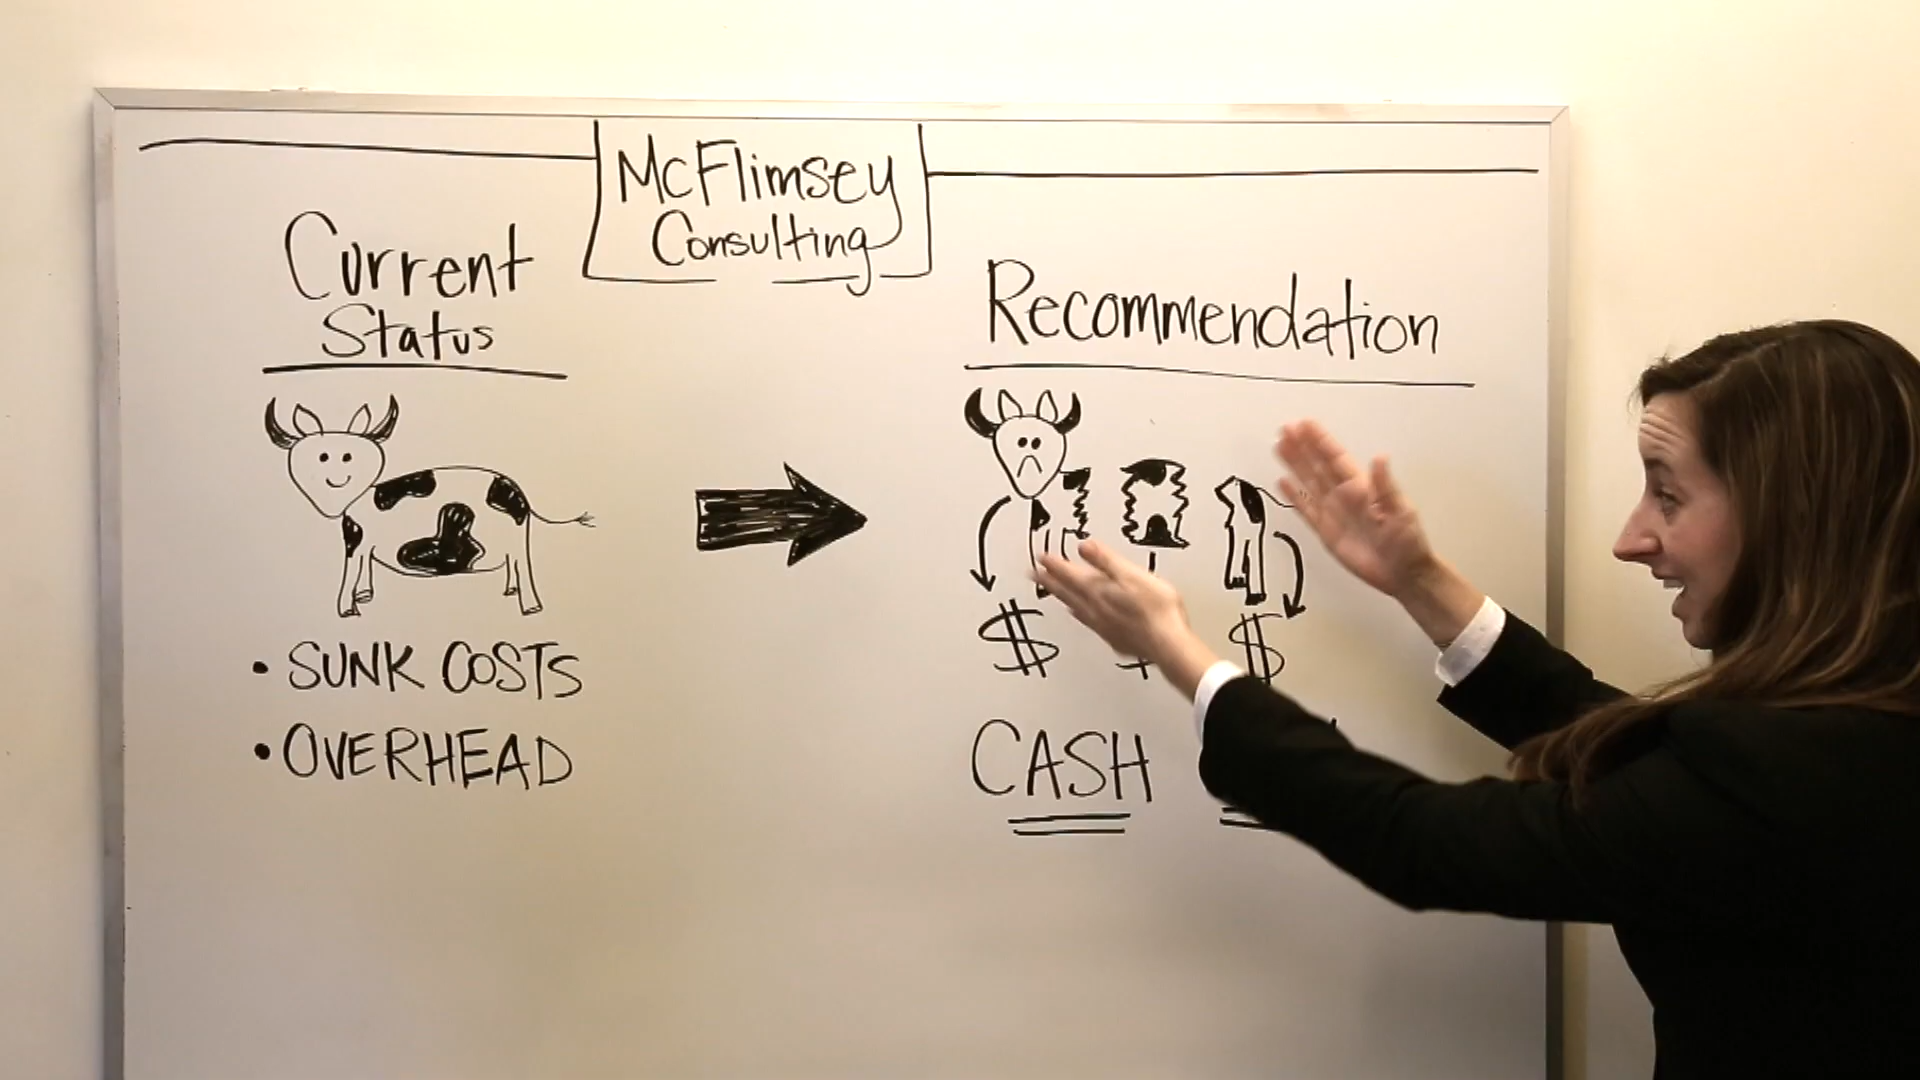 McFlimsey
Consulting
Current
Status
• SUNK COSTS
• OVERHEAD
Recommendation
$ $
CASH